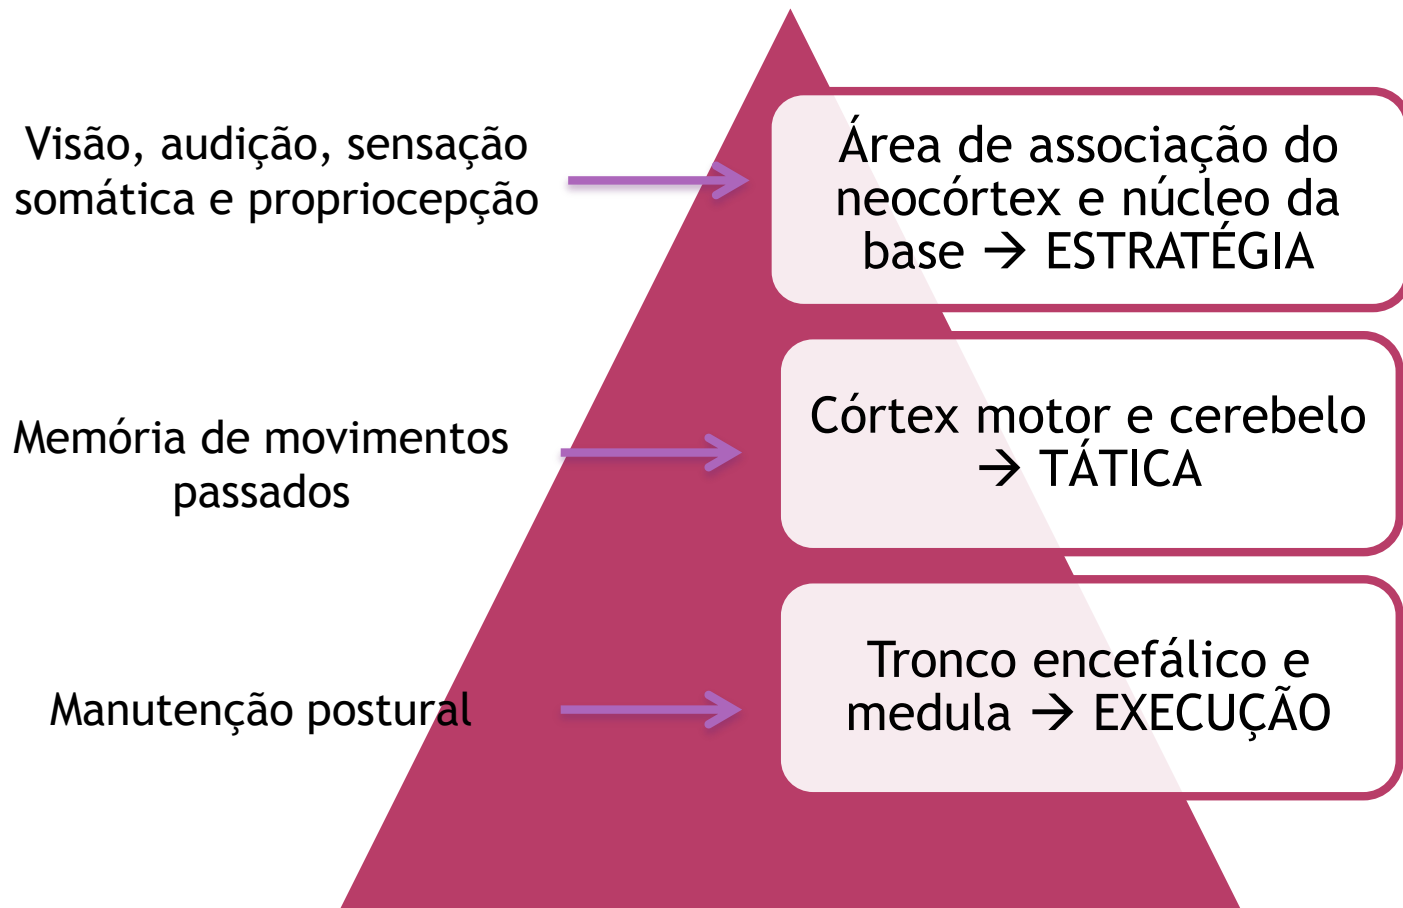 Visão, audição, sensação
somática e propriocepção
Área de associação do
neocórtex e núcleo da
base → ESTRATÉGIA
Memória de movimentos
passados
Córtex motor e cerebelo
→ TÁTICA
Manutenção postural
Tronco encefálico e
medula → EXECUÇÃO